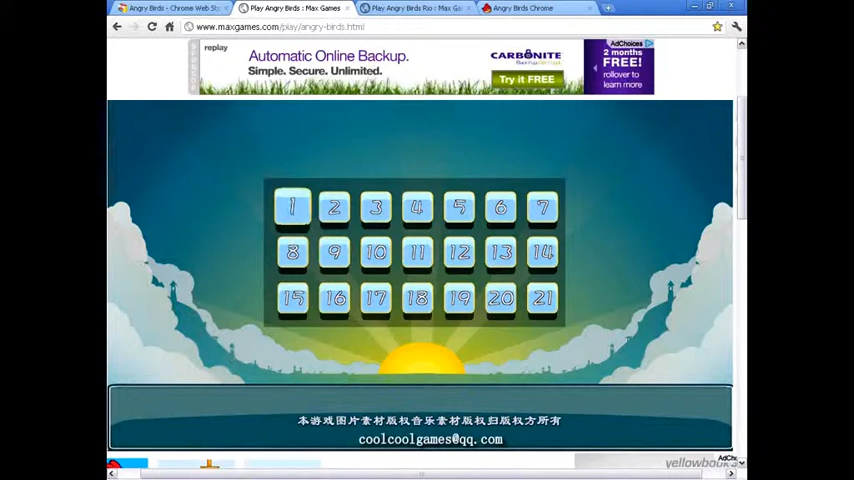 Angry Birds - Chrome Web St
Play Angry Birds : Max Games
Play Angry Birds Rio : Max Ga
Angry Birds Chrome
www.maxgames.com/play/angry-birds.html
SPONSOR
replay
Automatic Online Backup.
Simple. Secure. Unlimited.
CARBONITE
Try it FREE
AdChoices
2 months
FREE!
rollover to
learn more
1 2 3 4 5 6 7
8 9 10 11 12 13 14
15 16 17 18 19 20 21
本游戏图片素材版权音乐素材版权归版权方所有
coolcoolgames@qq.com
AdCh
yellowbook